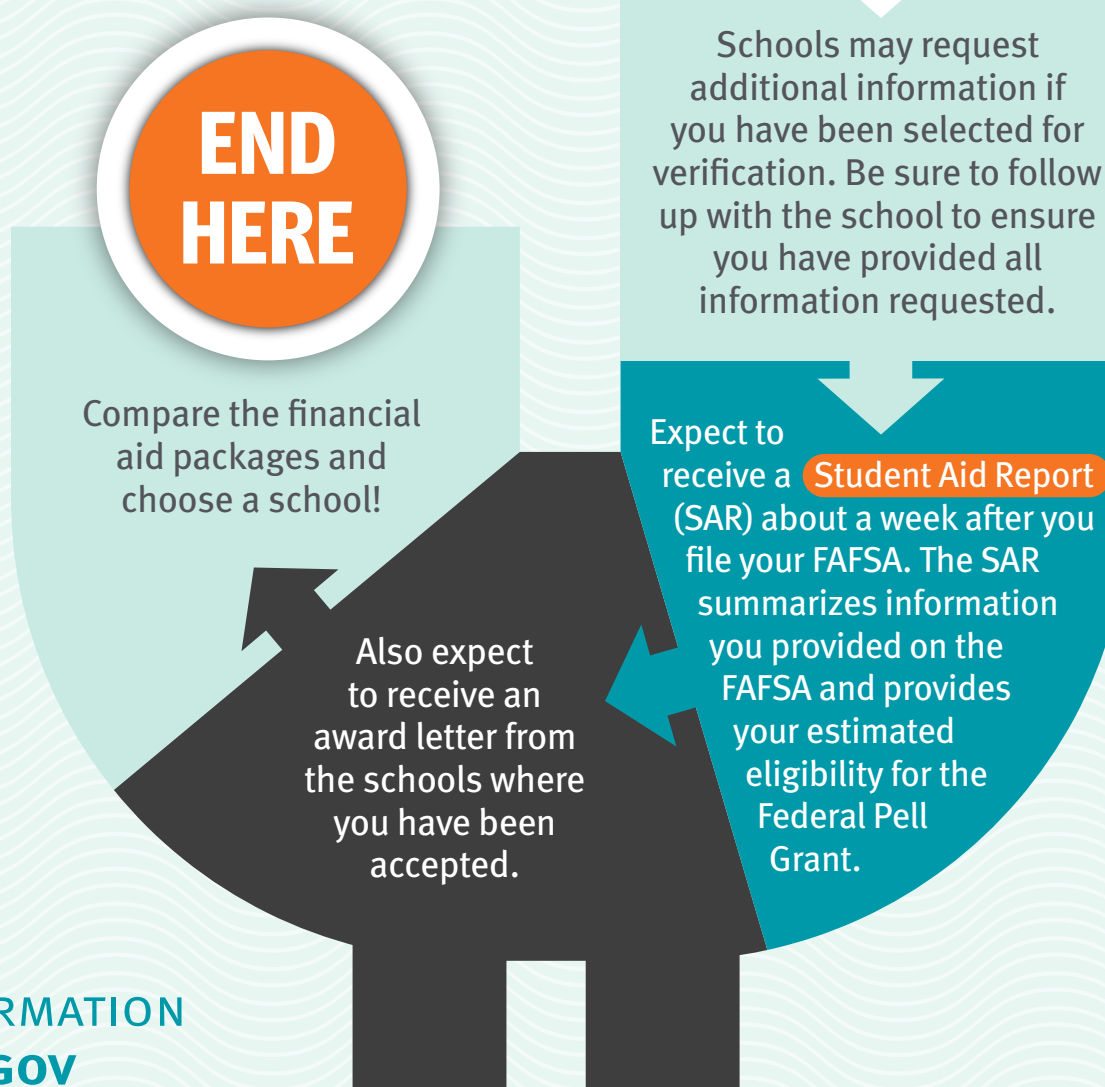 Schools may request
additional information if
you have been selected for
verification. Be sure to follow
up with the school to ensure
you have provided all
information requested.
Expect to
receive a Student Aid Report
(SAR) about a week after you
file your FAFSA. The SAR
summarizes information
you provided on the
FAFSA and provides
your estimated
eligibility for the
Federal Pell
Grant.
Also expect
to receive an
award letter from
the schools where
you have been
accepted.
END
HERE
Compare the financial
aid packages and
choose a school!
RMATION
GOV